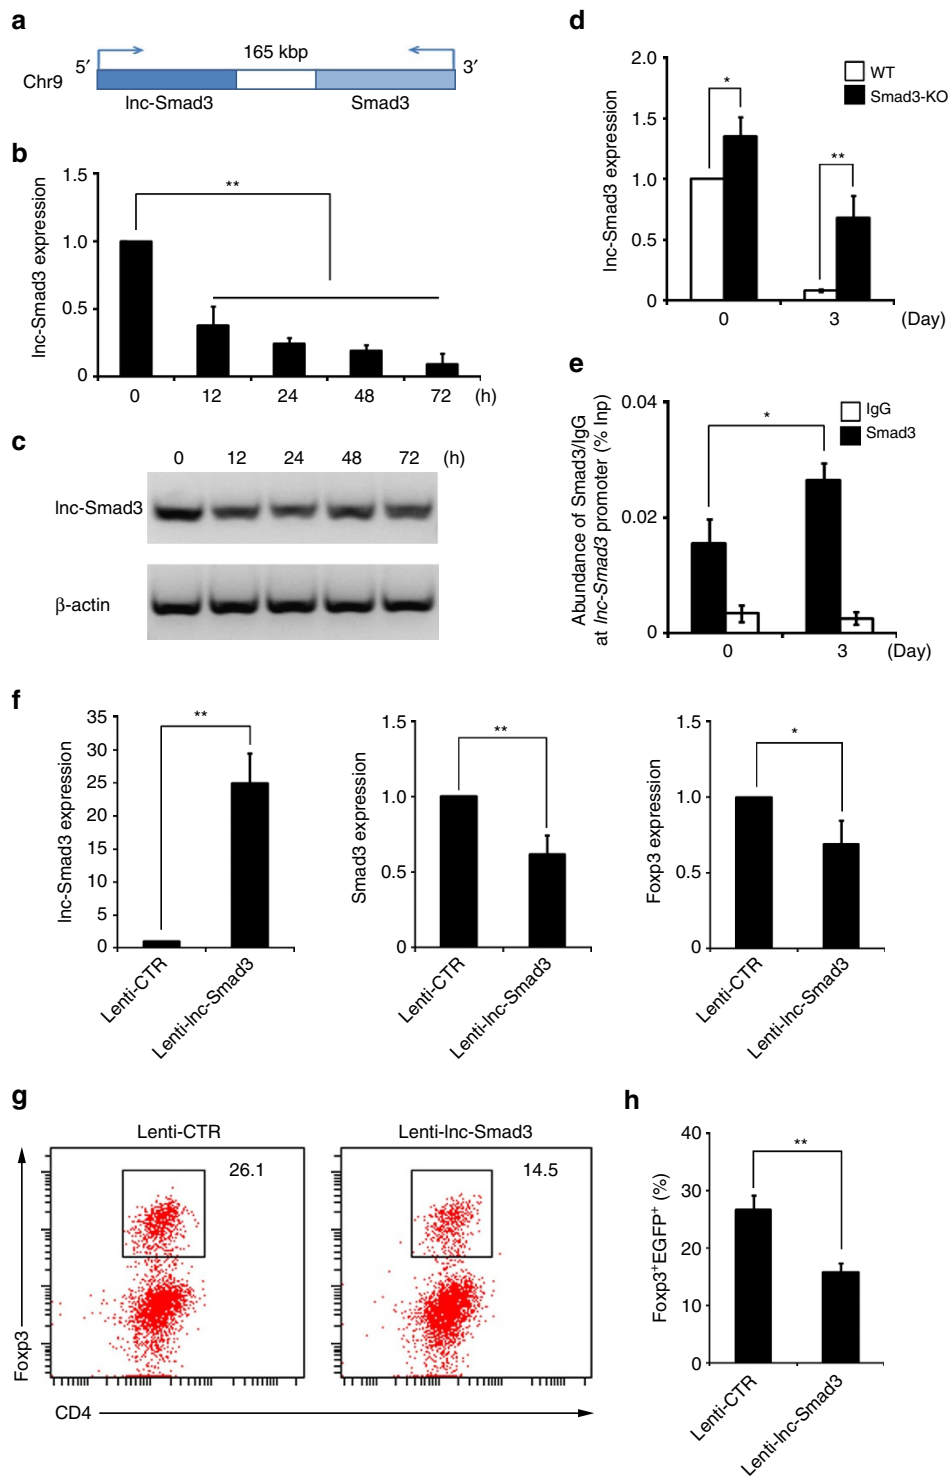 a
165 kbp
5′
3′
Chr9
lnc-Smad3
Smad3
b
lnc-Smad3 expression
1.5
1.0
0.5
0
**
0 12 24 48 72 (h)
c
0 12 24 48 72 (h)
lnc-Smad3
β-actin
d
lnc-Smad3 expression
2.0
1.5
1.0
0.5
0
*
**
WT
Smad3-KO
0 3 (Day)
e
Abundance of Smad3/IgG
at lnc-Smad3 promoter (% Inp)
0.04
0.02
0
*
IgG
Smad3
0 3 (Day)
f
lnc-Smad3 expression
35
30
25
20
15
10
5
0
**
Lenti-CTR
Lenti-lnc-Smad3
Smad3 expression
1.5
1.0
0.5
0
**
Lenti-CTR
Lenti-lnc-Smad3
Foxp3 expression
1.5
1.0
0.5
0
*
Lenti-CTR
Lenti-lnc-Smad3
g
Lenti-CTR
26.1
Lenti-lnc-Smad3
14.5
Foxp3
CD4
h
Foxp3+EGFP+ (%)
40
30
20
10
0
**
Lenti-CTR
Lenti-lnc-Smad3